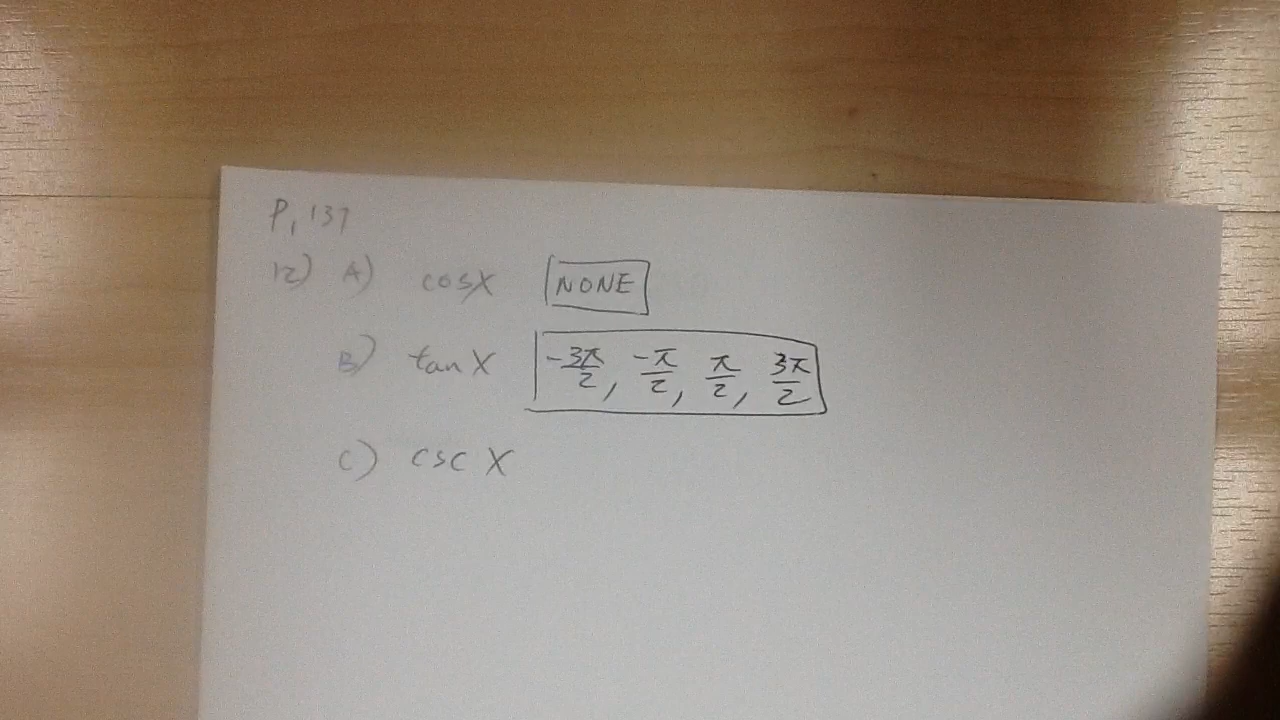 P, 137
12) A) cosx NONE
B) tan x -3π/2, -π/2, π/2, 3π/2
C) csc x